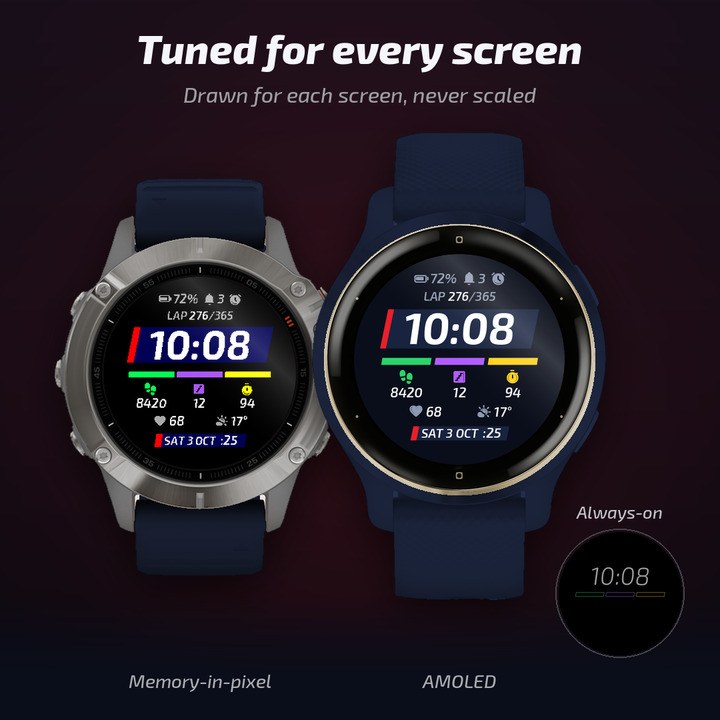 Tuned for every screen
Drawn for each screen, never scaled
72% 3
LAP 276/365
10:08
8420 12 94
68 17°
SAT 3 OCT :25
72% 3
LAP 276/365
10:08
8420 12 94
68 17°
SAT 3 OCT :25
Always-on
10:08
Memory-in-pixel
AMOLED